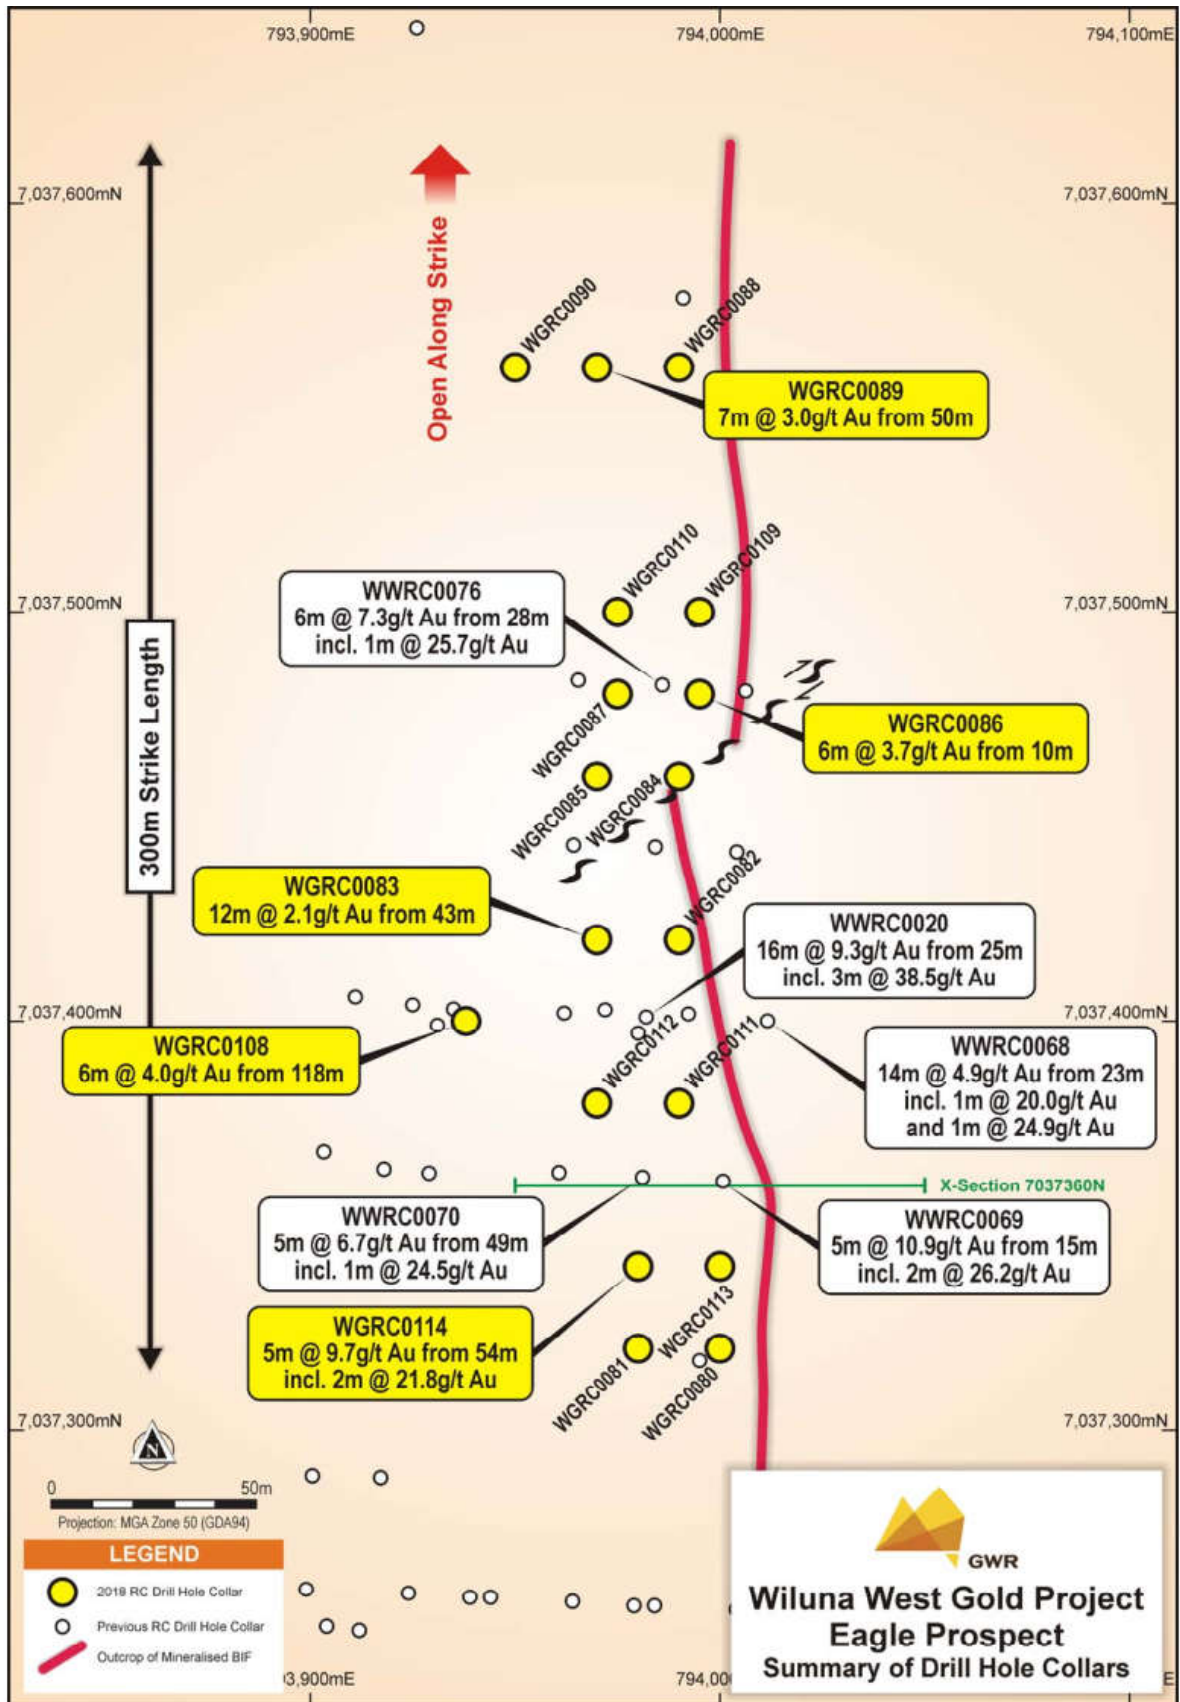 793,900mE
794,000mE
794,100mE
7,037,600mN
7,037,600mN
Open Along Strike
WGRC0090
WGRC0088
WGRC0089
7m @ 3.0g/t Au from 50m
WGRC0110
WGRC0109
7,037,500mN
7,037,500mN
WWRC0076
6m @ 7.3g/t Au from 28m
incl. 1m @ 25.7g/t Au
300m Strike Length
WGRC0087
WGRC0086
6m @ 3.7g/t Au from 10m
WGRC0085
WGRC0084
WGRC0082
WGRC0083
12m @ 2.1g/t Au from 43m
WWRC0020
16m @ 9.3g/t Au from 25m
incl. 3m @ 38.5g/t Au
7,037,400mN
7,037,400mN
WGRC0108
6m @ 4.0g/t Au from 118m
WGRC0112
WGRC0111
WWRC0068
14m @ 4.9g/t Au from 23m
incl. 1m @ 20.0g/t Au
and 1m @ 24.9g/t Au
X-Section 7037360N
WWRC0070
5m @ 6.7g/t Au from 49m
incl. 1m @ 24.5g/t Au
WWRC0069
5m @ 10.9g/t Au from 15m
incl. 2m @ 26.2g/t Au
WGRC0113
WGRC0114
5m @ 9.7g/t Au from 54m
incl. 2m @ 21.8g/t Au
WGRC0081
WGRC0080
7,037,300mN
7,037,300mN
N
0 50m
Projection: MGA Zone 50 (GDA94)
LEGEND
2018 RC Drill Hole Collar
Previous RC Drill Hole Collar
Outcrop of Mineralised BIF
GWR
Wiluna West Gold Project
Eagle Prospect
Summary of Drill Hole Collars